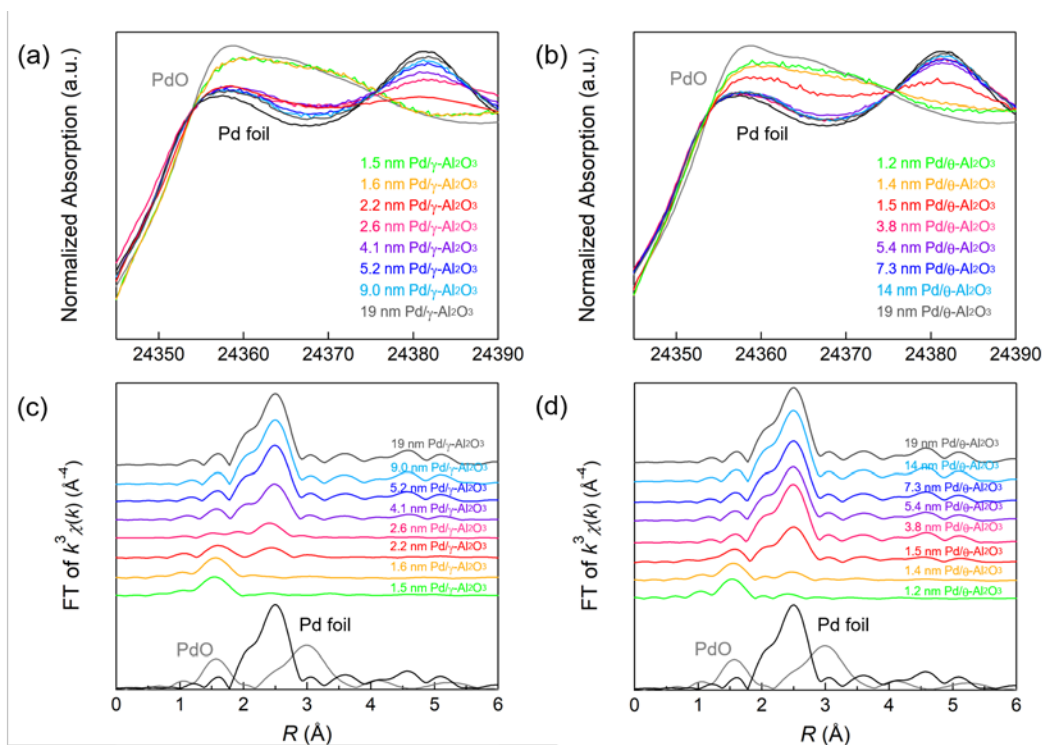 (a)
Normalized Absorption (a.u.)
PdO
Pd foil
1.5 nm Pd/γ-Al2O3
1.6 nm Pd/γ-Al2O3
2.2 nm Pd/γ-Al2O3
2.6 nm Pd/γ-Al2O3
4.1 nm Pd/γ-Al2O3
5.2 nm Pd/γ-Al2O3
9.0 nm Pd/γ-Al2O3
19 nm Pd/γ-Al2O3
24350 24360 24370 24380 24390
(b)
Normalized Absorption (a.u.)
PdO
Pd foil
1.2 nm Pd/θ-Al2O3
1.4 nm Pd/θ-Al2O3
1.5 nm Pd/θ-Al2O3
3.8 nm Pd/θ-Al2O3
5.4 nm Pd/θ-Al2O3
7.3 nm Pd/θ-Al2O3
14 nm Pd/θ-Al2O3
19 nm Pd/θ-Al2O3
24350 24360 24370 24380 24390
(c)
FT of k³χ(k) (Å⁻⁴)
19 nm Pd/γ-Al2O3
9.0 nm Pd/γ-Al2O3
5.2 nm Pd/γ-Al2O3
4.1 nm Pd/γ-Al2O3
2.6 nm Pd/γ-Al2O3
2.2 nm Pd/γ-Al2O3
1.6 nm Pd/γ-Al2O3
1.5 nm Pd/γ-Al2O3
Pd foil
PdO
0 1 2 3 4 5 6
R (Å)
(d)
FT of k³χ(k) (Å⁻⁴)
19 nm Pd/θ-Al2O3
14 nm Pd/θ-Al2O3
7.3 nm Pd/θ-Al2O3
5.4 nm Pd/θ-Al2O3
3.8 nm Pd/θ-Al2O3
1.5 nm Pd/θ-Al2O3
1.4 nm Pd/θ-Al2O3
1.2 nm Pd/θ-Al2O3
Pd foil
PdO
0 1 2 3 4 5 6
R (Å)